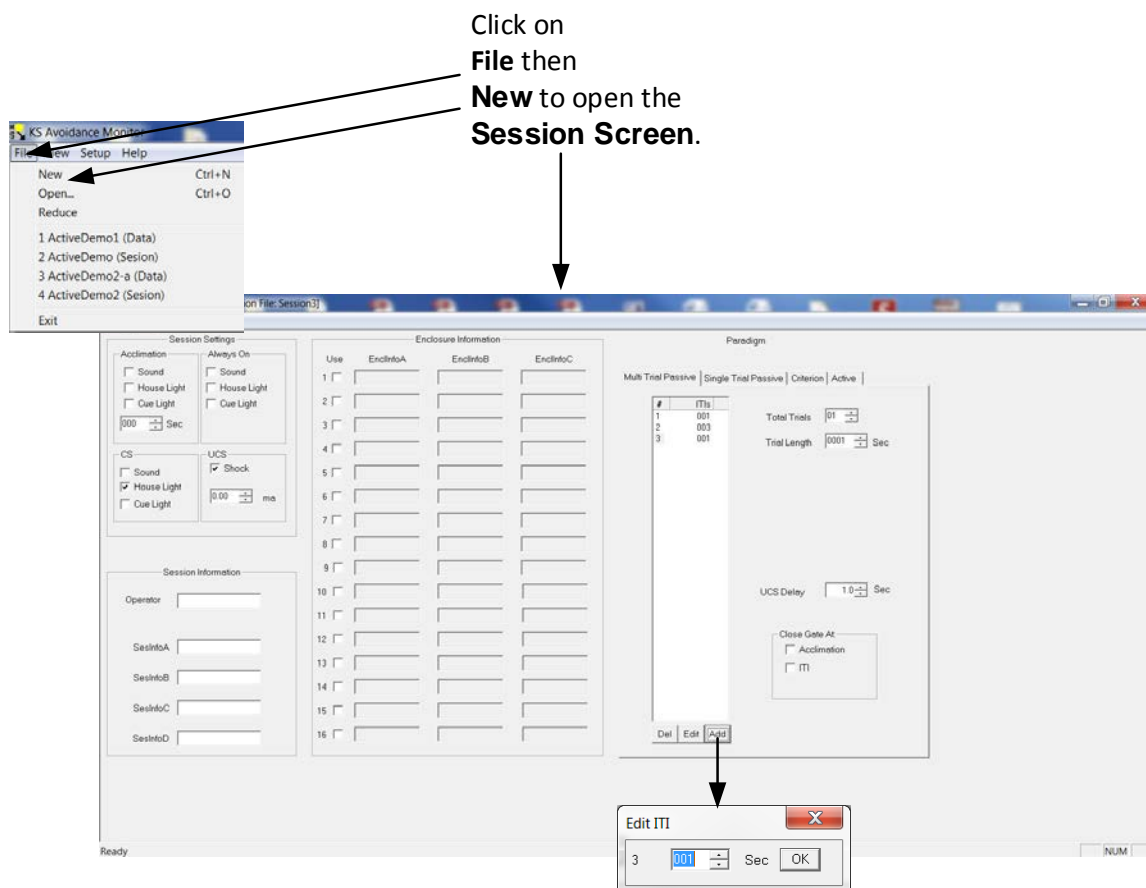 Click on
File then
New to open the
Session Screen.
KS Avoidance Monitor
File View Setup Help
New Ctrl+N
Open... Ctrl+O
Reduce
1 ActiveDemo1 (Data)
2 ActiveDemo (Sesion)
3 ActiveDemo2-a (Data)
4 ActiveDemo2 (Sesion)
Exit
on File: Session3]
Session Settings
Acclimation
Sound
House Light
Cue Light
000 Sec
Always On
Sound
House Light
Cue Light
CS
Sound
House Light
Cue Light
UCS
Shock
0.00 ma
Session Information
Operator
SesInfoA
SesInfoB
SesInfoC
SesInfoD
Enclosure Information
Use EnclInfoA EnclInfoB EnclInfoC
1
2
3
4
5
6
7
8
9
10
11
12
13
14
15
16
Paradigm
Multi Trial Passive Single Trial Passive Criterion Active
# ITIs
1 001
2 003
3 001
Total Trials 01
Trial Length 0001 Sec
UCS Delay 1.0 Sec
Close Gate At
Acclimation
ITI
Del Edit Add
Edit ITI
3 001 Sec OK
Ready NUM